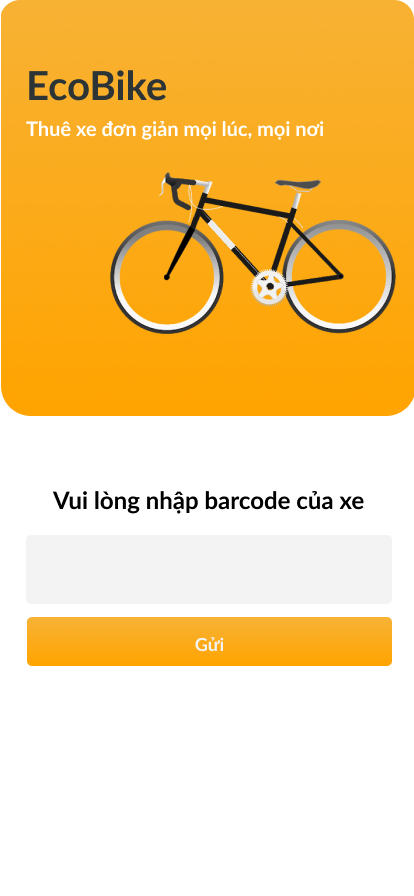 EcoBike
Thuê xe đơn giản mọi lúc, mọi nơi
Vui lòng nhập barcode của xe
Gửi